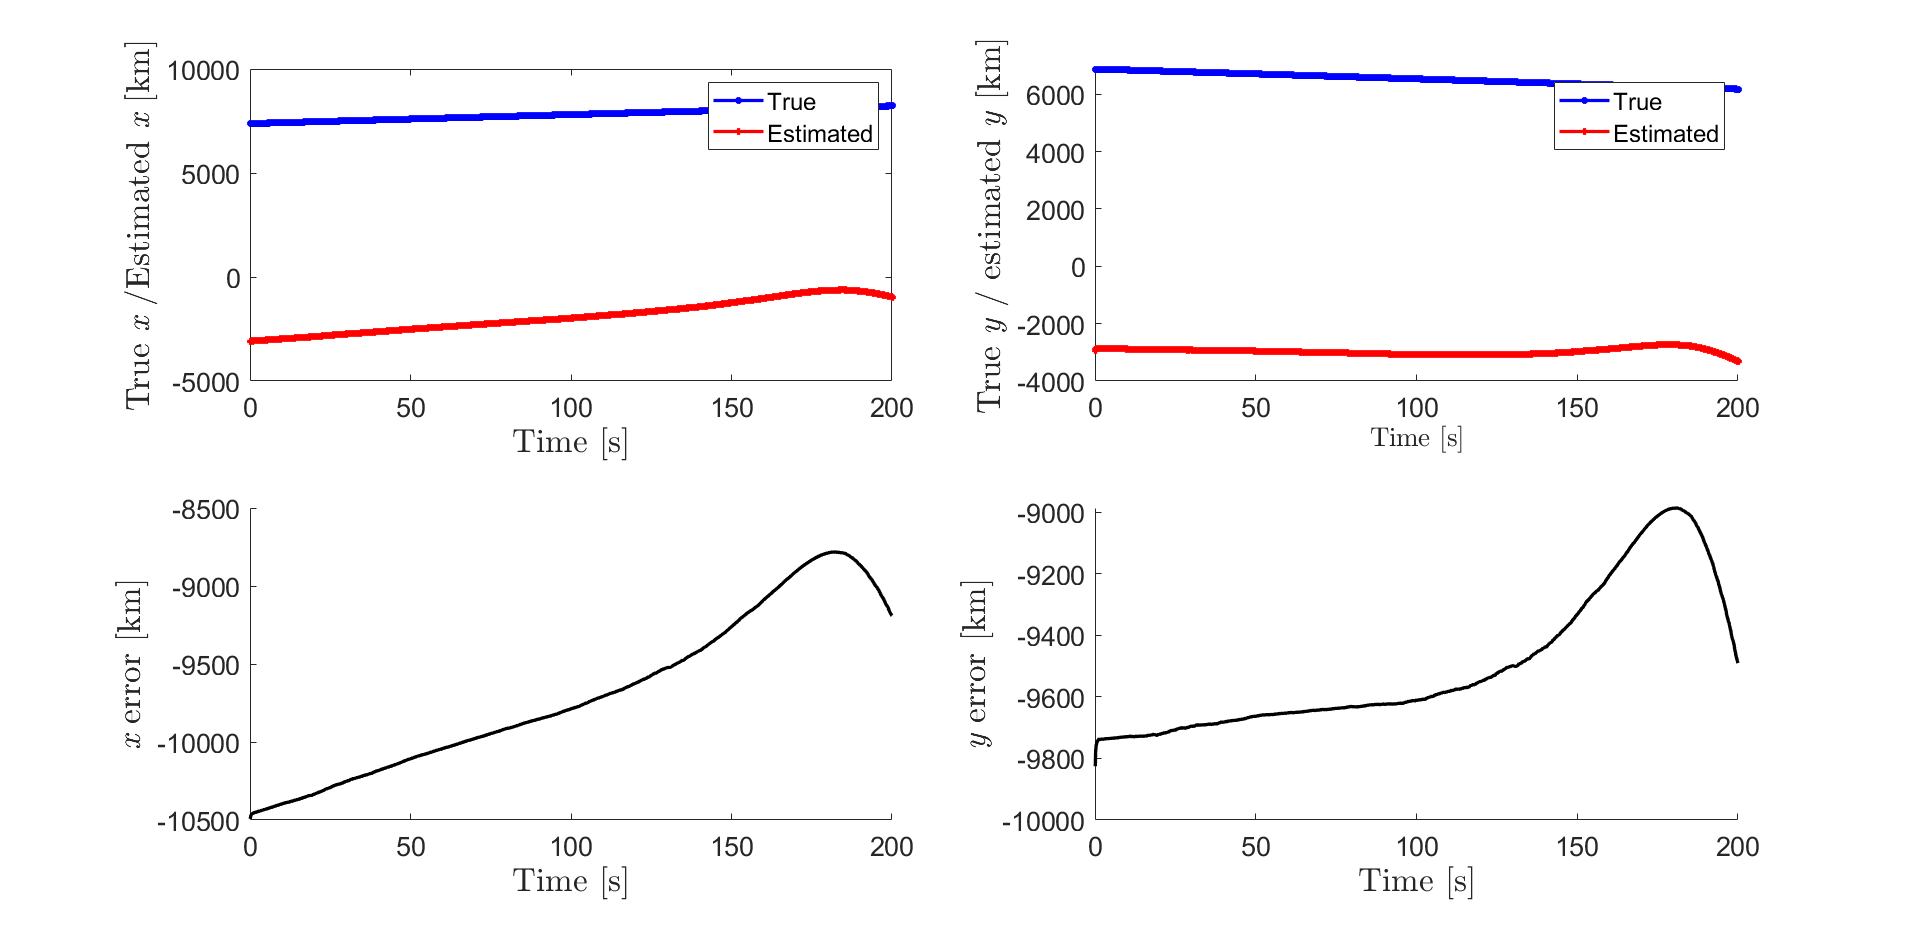 True x /Estimated x [km]
10000
5000
0
-5000
True
Estimated
0 50 100 150 200
Time [s]
True y / estimated y [km]
6000
4000
2000
0
-2000
-4000
True
Estimated
0 50 100 150 200
Time [s]
x error [km]
-8500
-9000
-9500
-10000
-10500
0 50 100 150 200
Time [s]
y error [km]
-9000
-9200
-9400
-9600
-9800
-10000
0 50 100 150 200
Time [s]